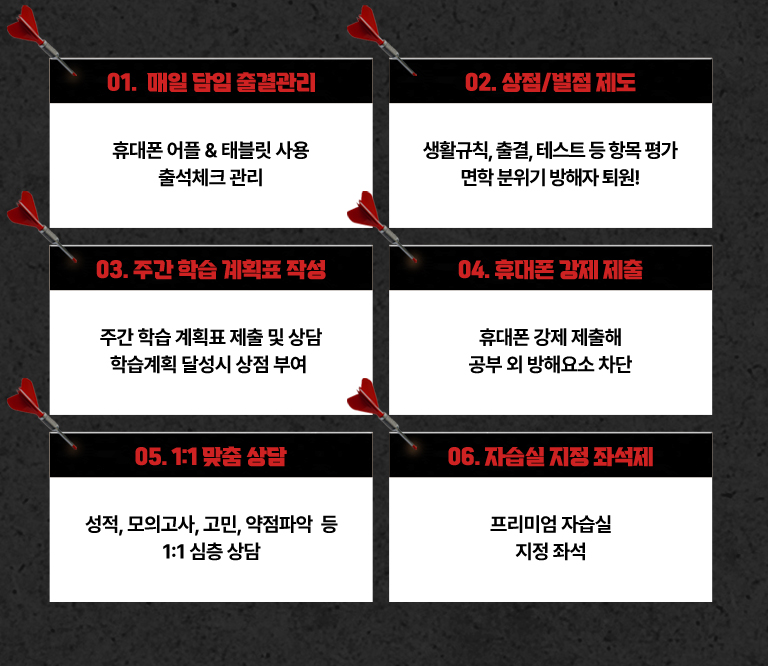 01. 매일 담임 출결관리
휴대폰 어플 & 태블릿 사용
출석체크 관리
02. 상점/벌점 제도
생활규칙, 출결, 테스트 등 항목 평가
면학 분위기 방해자 퇴원!
03. 주간 학습 계획표 작성
주간 학습 계획표 제출 및 상담
학습계획 달성시 상점 부여
04. 휴대폰 강제 제출
휴대폰 강제 제출해
공부 외 방해요소 차단
05. 1:1 맞춤 상담
성적, 모의고사, 고민, 약점파악 등
1:1 심층 상담
06. 자습실 지정 좌석제
프리미엄 자습실
지정 좌석